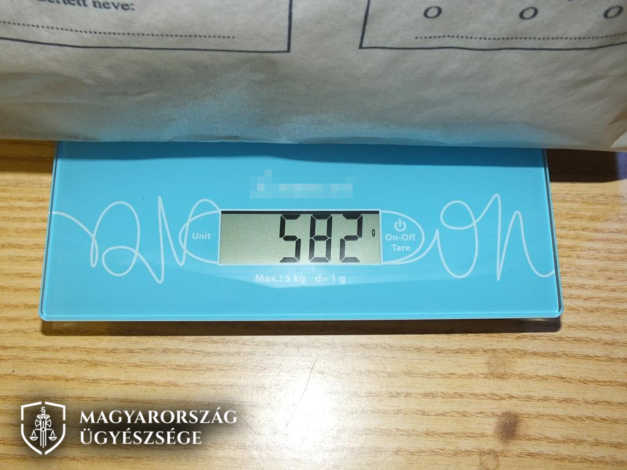 neve:
Unit
582 g
On-Off
Tare
Max.: 5 kg d= 1 g
MAGYARORSZÁG
ÜGYÉSZSÉGE